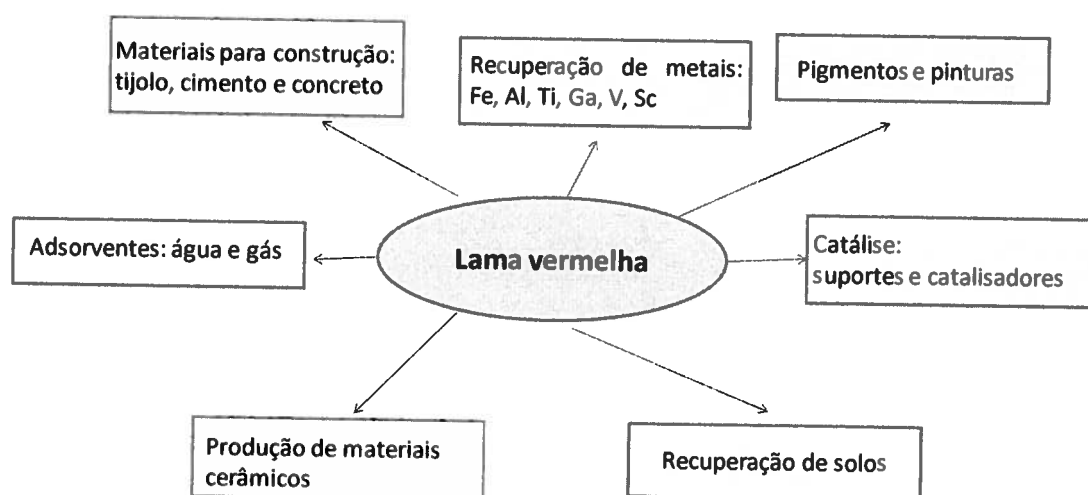 Materiais para construção:
tijolo, cimento e concreto
Recuperação de metais:
Fe, Al, Ti, Ga, V, Sc
Pigmentos e pinturas
Adsorventes: água e gás
Lama vermelha
Catálise:
suportes e catalisadores
Produção de materiais
cerâmicos
Recuperação de solos